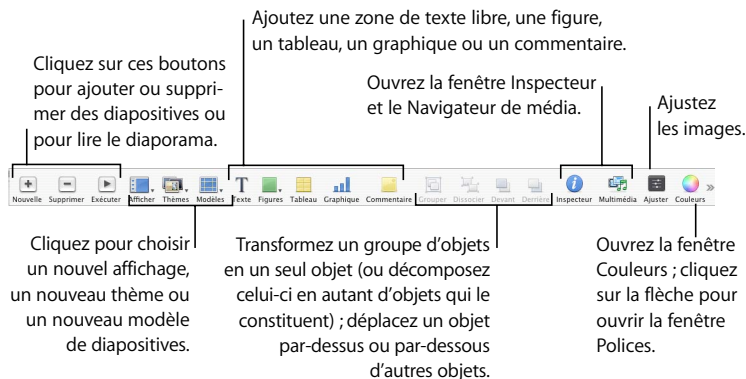 Ajoutez une zone de texte libre, une figure,
un tableau, un graphique ou un commentaire.
Cliquez sur ces boutons
pour ajouter ou suppri-
mer des diapositives ou
pour lire le diaporama.
Ouvrez la fenêtre Inspecteur
et le Navigateur de média.
Ajustez
les images.
Nouvelle Supprimer Exécuter Afficher Thèmes Modèles Texte Figures Tableau Graphique Commentaire Grouper Dissocier Devant Derrière Inspecteur Multimédia Ajuster Couleurs »
Cliquez pour choisir
un nouvel affichage,
un nouveau thème ou
un nouveau modèle
de diapositives.
Transformez un groupe d'objets
en un seul objet (ou décomposez
celui-ci en autant d'objets qui le
constituent) ; déplacez un objet
par-dessus ou par-dessous
d'autres objets.
Ouvrez la fenêtre
Couleurs ; cliquez
sur la flèche pour
ouvrir la fenêtre
Polices.